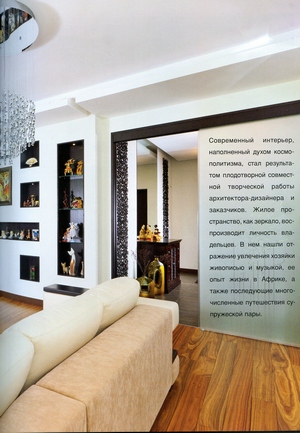 Современный интерьер,
наполненный духом космо-
политизма, стал результа-
том плодотворной совмест-
ной творческой работы
архитектора-дизайнера и
заказчиков. Жилое про-
странство, как зеркало, вос-
производит личность вла-
дельцев. В нем нашли от-
ражение увлечения хозяйки
живописью и музыкой, ее
опыт жизни в Африке, а
также последующие много-
численные путешествия су-
пружеской пары.